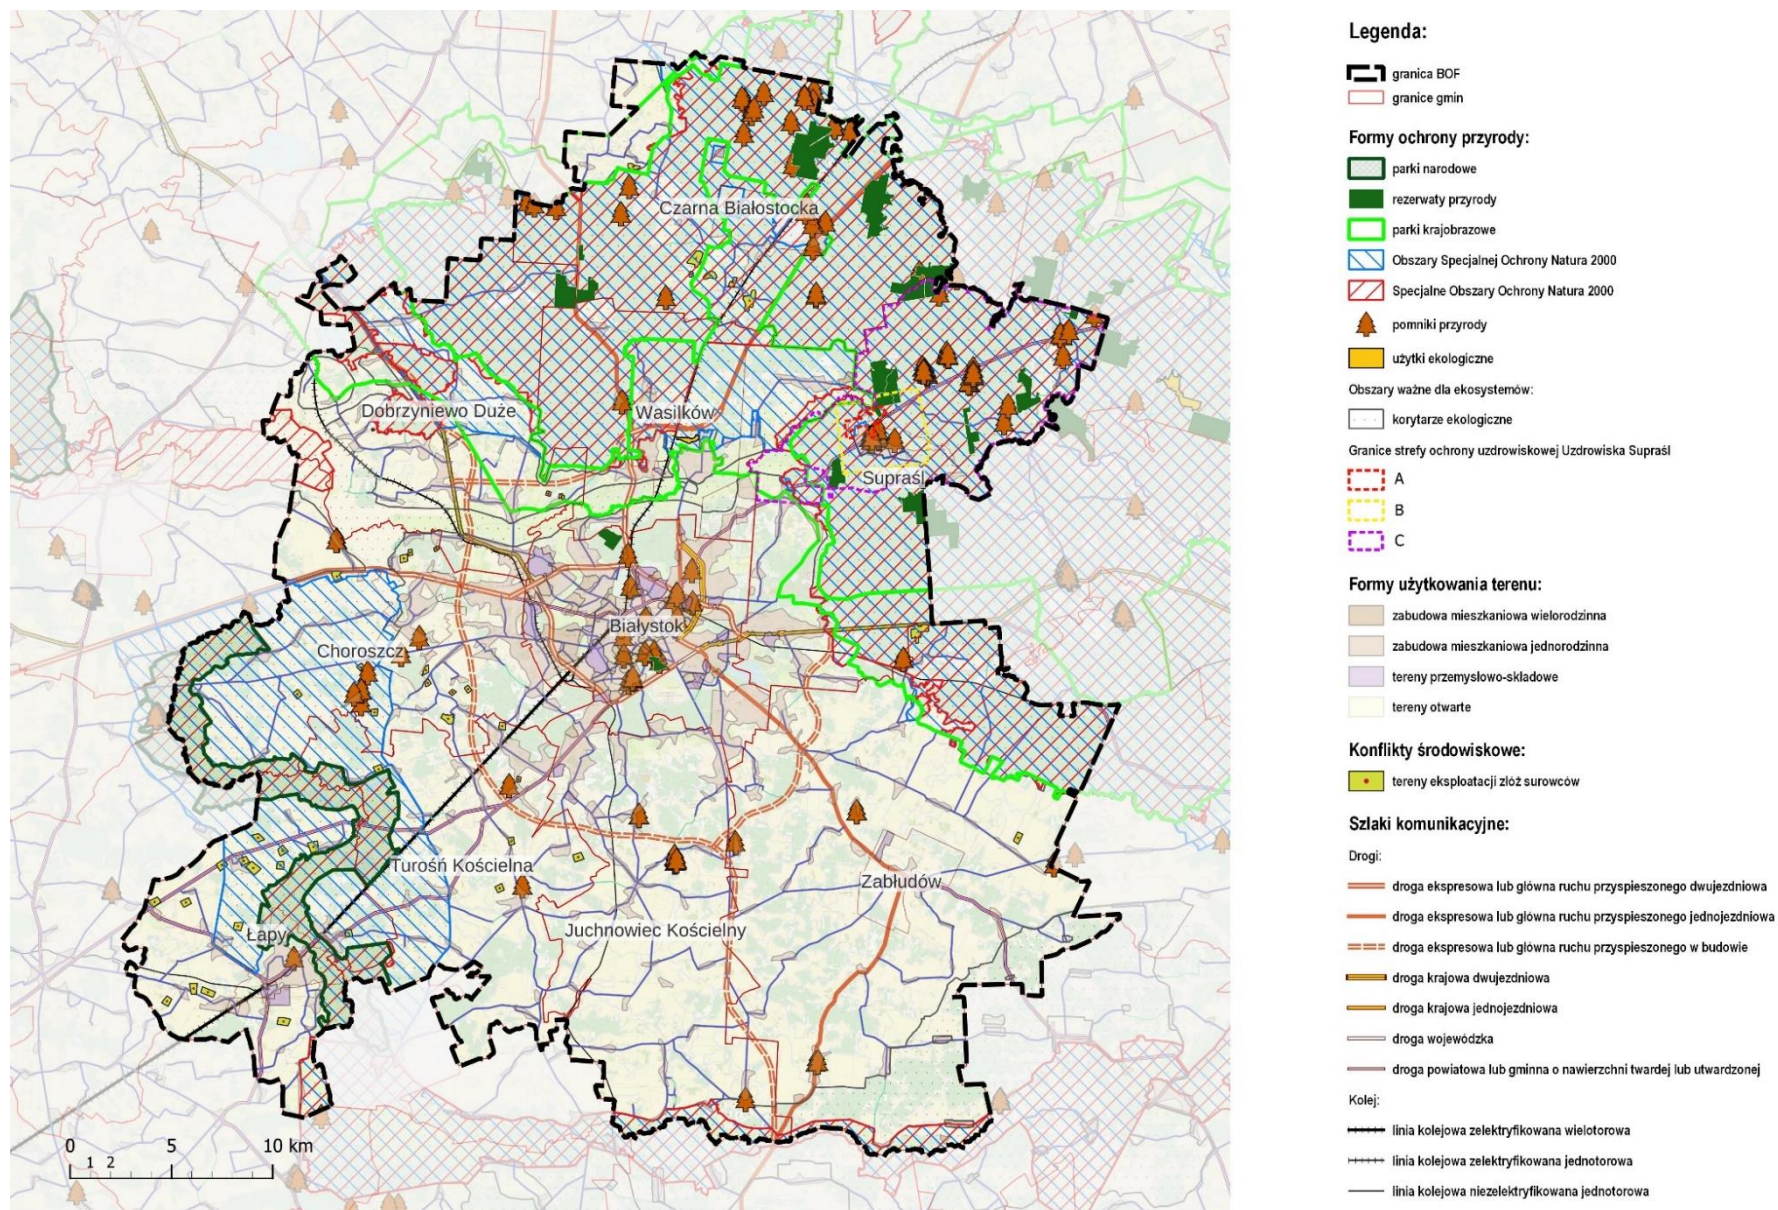 Czarna Białostocka
Dobrzyniewo Duże
Wasilków
Supraśl
Białystok
Choroszcz
Turośń Kościelna
Zabłudów
Łapy
Juchnowiec Kościelny
0 5 10 km
1 2
Legenda:
granica BOF
granice gmin
Formy ochrony przyrody:
parki narodowe
rezerwaty przyrody
parki krajobrazowe
Obszary Specjalnej Ochrony Natura 2000
Specjalne Obszary Ochrony Natura 2000
pomniki przyrody
użytki ekologiczne
Obszary ważne dla ekosystemów:
korytarze ekologiczne
Granice strefy ochrony uzdrowiskowej Uzdrowiska Supraśl
A
B
C
Formy użytkowania terenu:
zabudowa mieszkaniowa wielorodzinna
zabudowa mieszkaniowa jednorodzinna
tereny przemysłowo-składowe
tereny otwarte
Konflikty środowiskowe:
tereny eksploatacji złóż surowców
Szlaki komunikacyjne:
Drogi:
droga ekspresowa lub główna ruchu przyspieszonego dwujezdniowa
droga ekspresowa lub główna ruchu przyspieszonego jednojezdniowa
droga ekspresowa lub główna ruchu przyspieszonego w budowie
droga krajowa dwujezdniowa
droga krajowa jednojezdniowa
droga wojewódzka
droga powiatowa lub gminna o nawierzchni twardej lub utwardzonej
Kolej:
linia kolejowa zelektryfikowana wielotorowa
linia kolejowa zelektryfikowana jednotorowa
linia kolejowa niezelektryfikowana jednotorowa